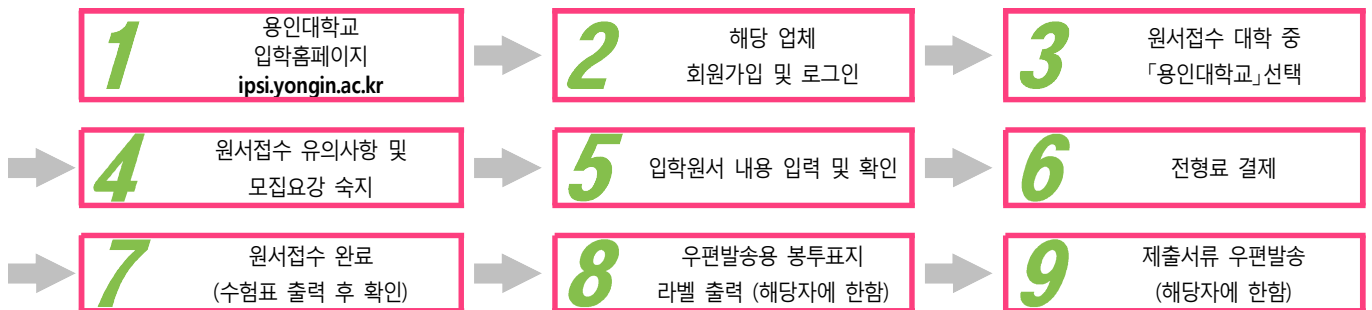 1
용인대학교
입학홈페이지
ipsi.yongin.ac.kr
2
해당 업체
회원가입 및 로그인
3
원서접수 대학 중
「용인대학교」선택
4
원서접수 유의사항 및
모집요강 숙지
5
입학원서 내용 입력 및 확인
6
전형료 결제
7
원서접수 완료
(수험표 출력 후 확인)
8
우편발송용 봉투표지
라벨 출력 (해당자에 한함)
9
제출서류 우편발송
(해당자에 한함)